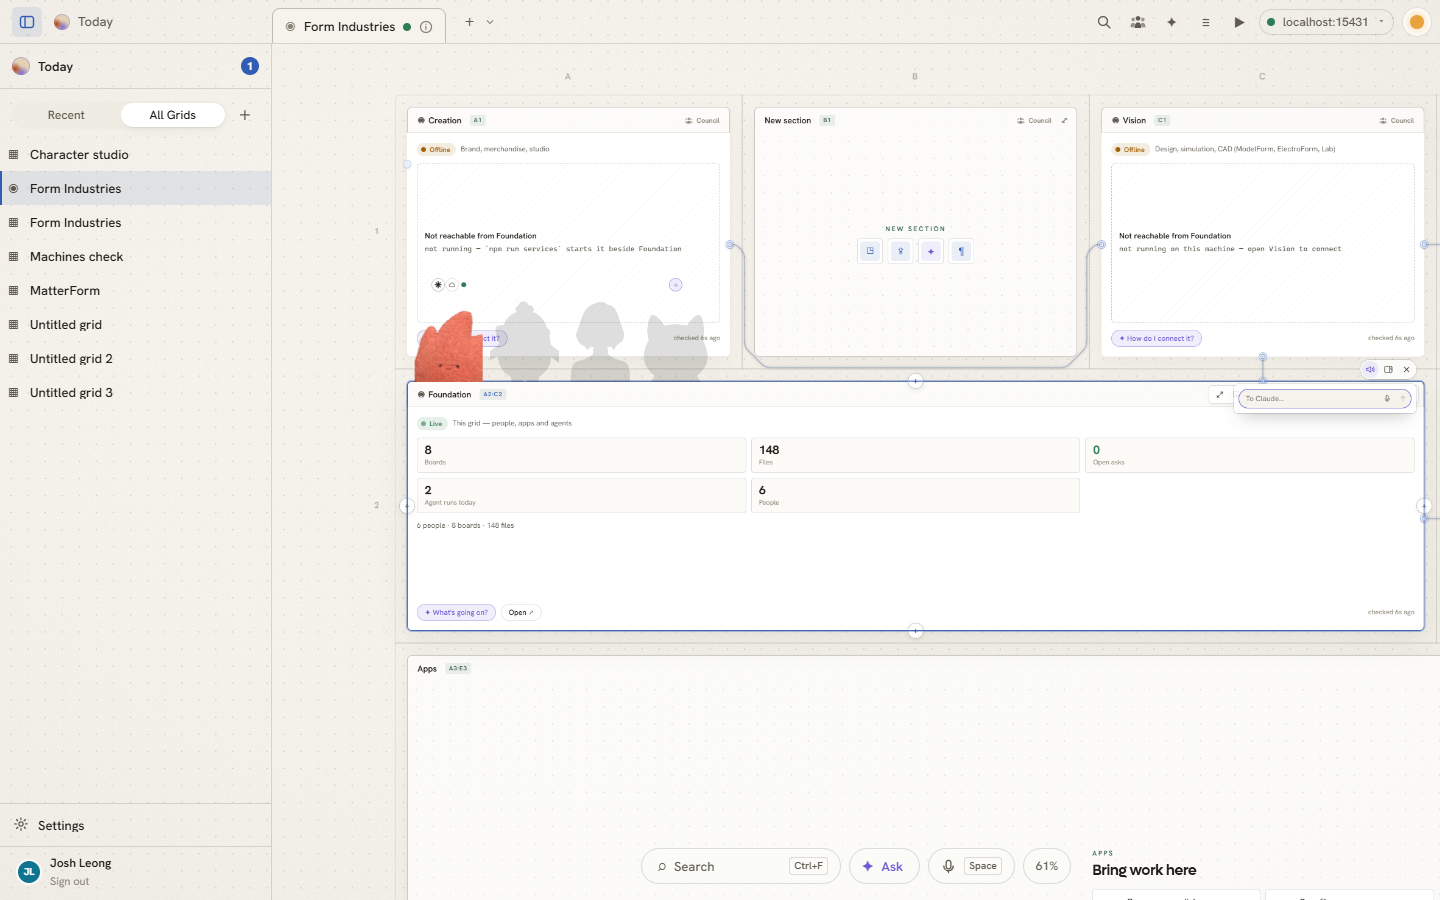 Today
Form Industries
localhost:15431
Today
1
Recent
All Grids
Character studio
Form Industries
Form Industries
Machines check
MatterForm
Untitled grid
Untitled grid 2
Untitled grid 3
Settings
JL
Josh Leong
Sign out
A
B
C
1
2
Creation
A1
Council
Offline
Brand, merchandise, studio
Not reachable from Foundation
not running — `npm run services` starts it beside Foundation
ect it?
checked 6s ago
New section
B1
Council
NEW SECTION
Vision
C1
Council
Offline
Design, simulation, CAD (ModelForm, ElectroForm, Lab)
Not reachable from Foundation
not running on this machine — open Vision to connect
How do I connect it?
checked 6s ago
Foundation
A2:C2
To Claude...
Live
This grid — people, apps and agents
8
Boards
148
Files
0
Open asks
2
Agent runs today
6
People
6 people · 8 boards · 148 files
What's going on?
Open
checked 6s ago
Apps
A3:E3
Search
Ctrl+F
Ask
Space
61%
APPS
Bring work here